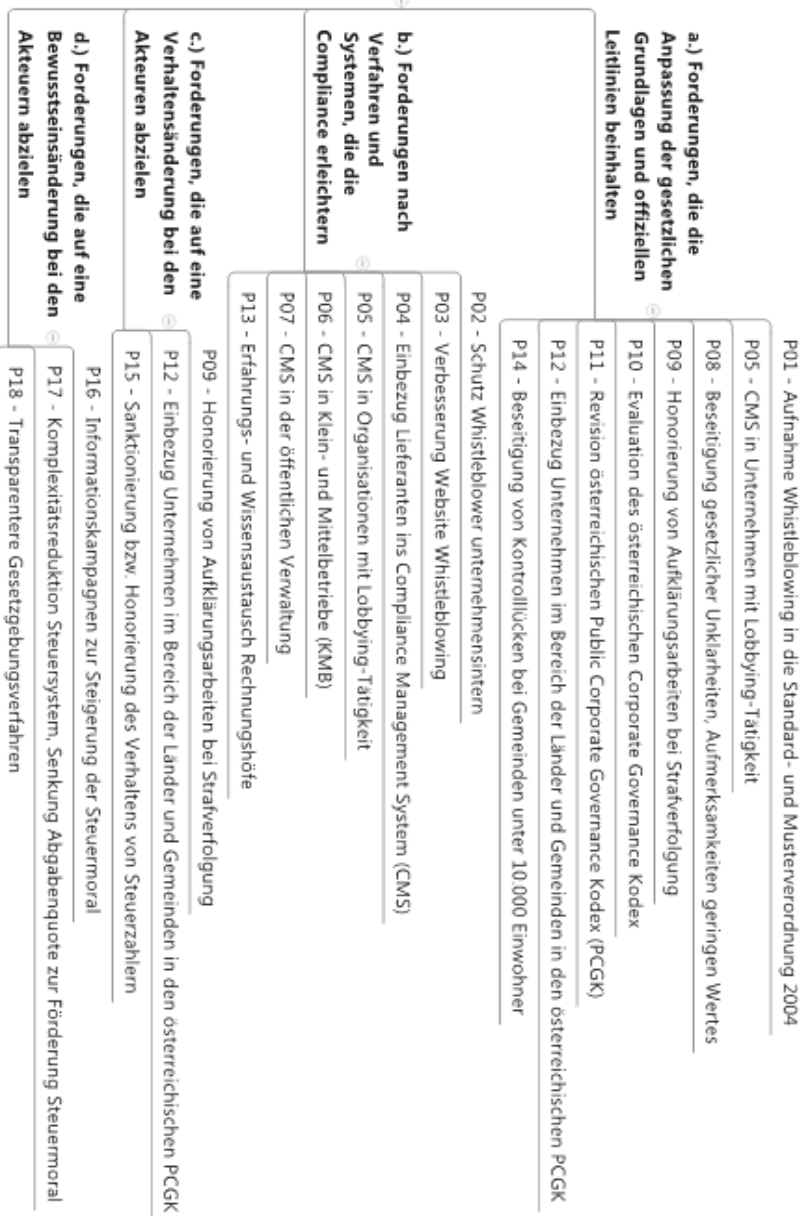 a.) Forderungen, die die
Anpassung der gesetzlichen
Grundlagen und offiziellen
Leitlinien beinhalten
P01 - Aufnahme Whistleblowing in die Standard- und Musterverordnung 2004
P05 - CMS in Unternehmen mit Lobbying-Tätigkeit
P08 - Beseitigung gesetzlicher Unklarheiten, Aufmerksamkeiten geringen Wertes
P09 - Honorierung von Aufklärungsarbeiten bei Strafverfolgung
P10 - Evaluation des österreichischen Corporate Governance Kodex
P11 - Revision österreichischen Public Corporate Governance Kodex (PCGK)
P12 - Einbezug Unternehmen im Bereich der Länder und Gemeinden in den österreichischen PCGK
P14 - Beseitigung von Kontrolllücken bei Gemeinden unter 10.000 Einwohner
b.) Forderungen nach
Verfahren und
Systemen, die die
Compliance erleichtern
P02 - Schutz Whistleblower unternehmensintern
P03 - Verbesserung Website Whistleblowing
P04 - Einbezug Lieferanten ins Compliance Management System (CMS)
P05 - CMS in Organisationen mit Lobbying-Tätigkeit
P06 - CMS in Klein- und Mittelbetriebe (KMB)
P07 - CMS in der öffentlichen Verwaltung
P13 - Erfahrungs- und Wissensaustausch Rechnungshöfe
c.) Forderungen, die auf eine
Verhaltensänderung bei den
Akteuren abzielen
P09 - Honorierung von Aufklärungsarbeiten bei Strafverfolgung
P12 - Einbezug Unternehmen im Bereich der Länder und Gemeinden in den österreichischen PCGK
P15 - Sanktionierung bzw. Honorierung des Verhaltens von Steuerzahlern
d.) Forderungen, die auf eine
Bewusstseinsänderung bei den
Akteuern abzielen
P16 - Informationskampagnen zur Steigerung der Steuermoral
P17 - Komplexitätsreduktion Steuersystem, Senkung Abgabenquote zur Förderung Steuermoral
P18 - Transparentere Gesetzgebungsverfahren